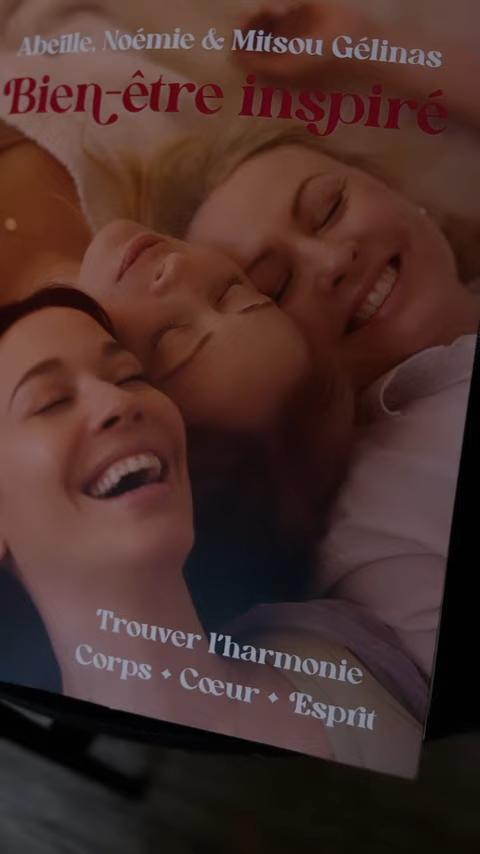 Abeille, Noémie & Mitsou Gélinas
Bien-être inspiré
Trouver l'harmonie
Corps ✦ Cœur ✦ Esprit